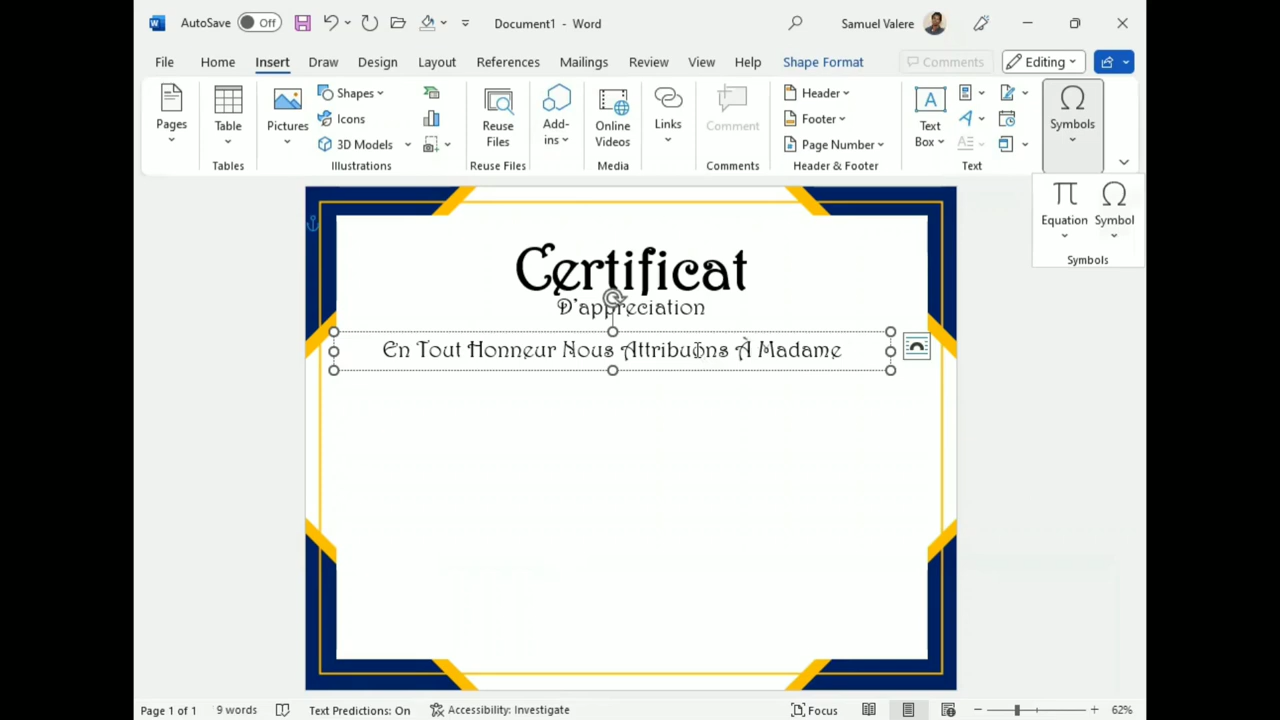 AutoSave Off Document1 - Word Samuel Valere
File Home Insert Draw Design Layout References Mailings Review View Help Shape Format Comments Editing
Pages
Table
Pictures
Shapes
Icons
3D Models
Reuse Files
Add-ins
Online Videos
Links
Comment
Header
Footer
Page Number
Text Box
Symbols
Tables Illustrations Reuse Files Media Comments Header & Footer Text
Equation Symbol
Symbols
Certificat
D'appreciation
En Tout Honneur Nous Attribuons À Madame
Page 1 of 1 9 words Text Predictions: On Accessibility: Investigate Focus 62%